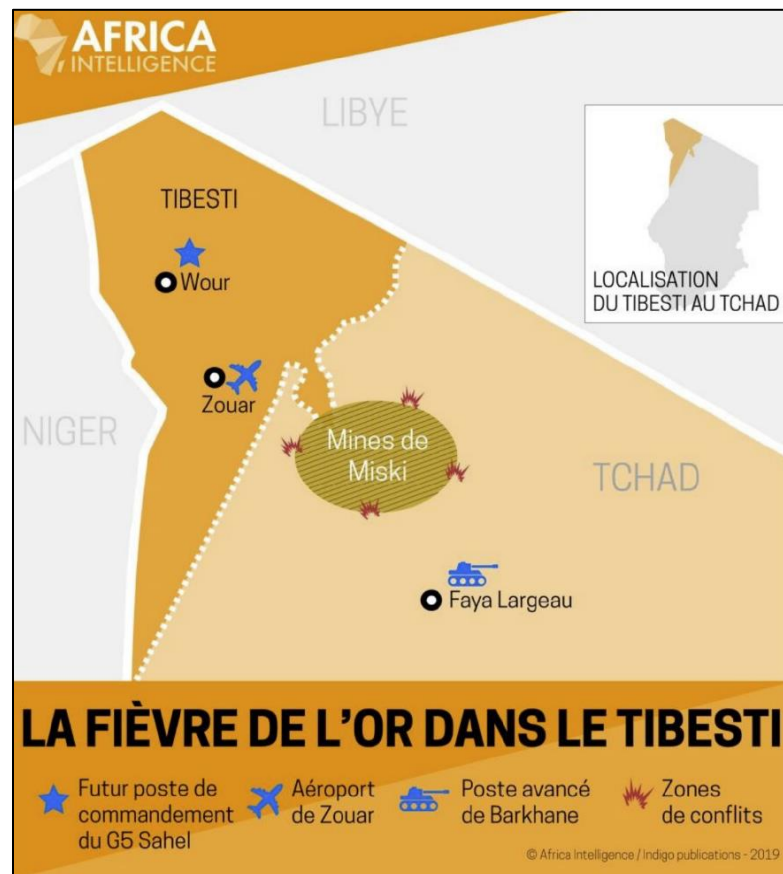 AFRICA
INTELLIGENCE
LIBYE
TIBESTI
Wour
LOCALISATION
DU TIBESTI AU TCHAD
Zouar
NIGER
Mines de
Miski
TCHAD
Faya Largeau
LA FIÈVRE DE L'OR DANS LE TIBESTI
Futur poste de
commandement
du G5 Sahel
Aéroport
de Zouar
Poste avancé
de Barkhane
Zones
de conflits
© Africa Intelligence / Indigo publications - 2019